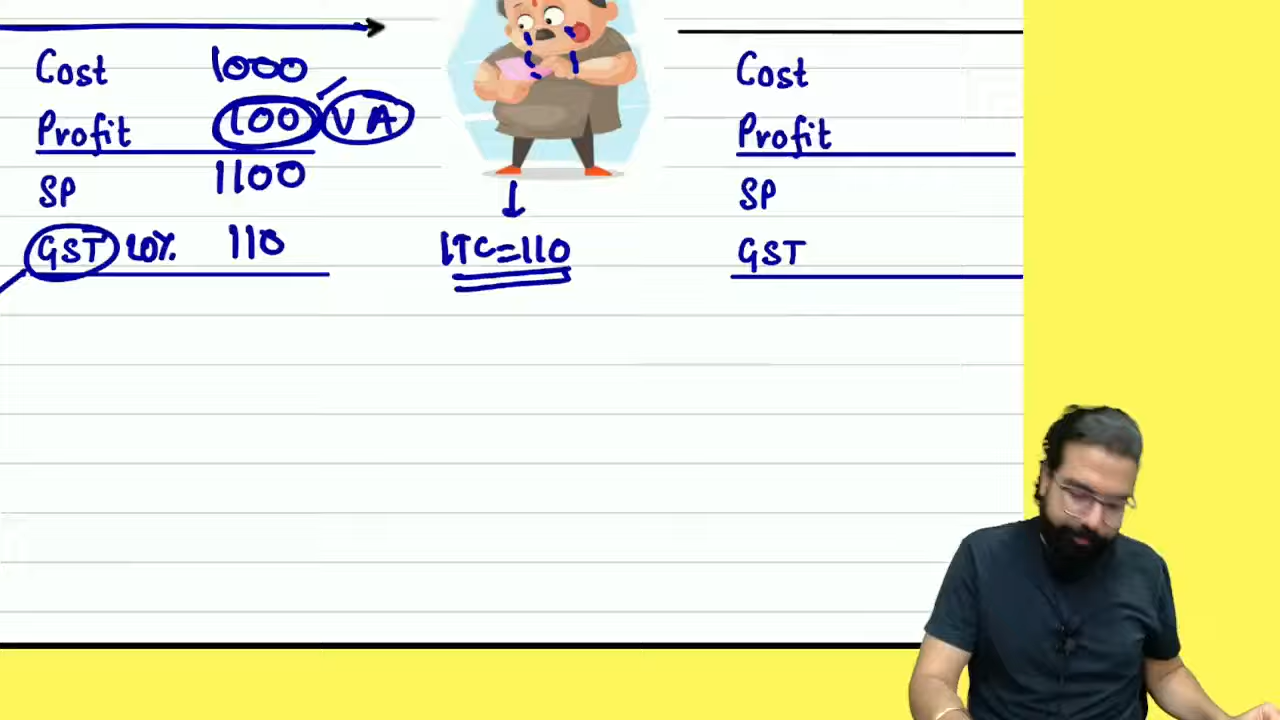 Cost 1000
Profit 100 VA
SP 1100
GST 10% 110
ITC=110
Cost
Profit
SP
GST